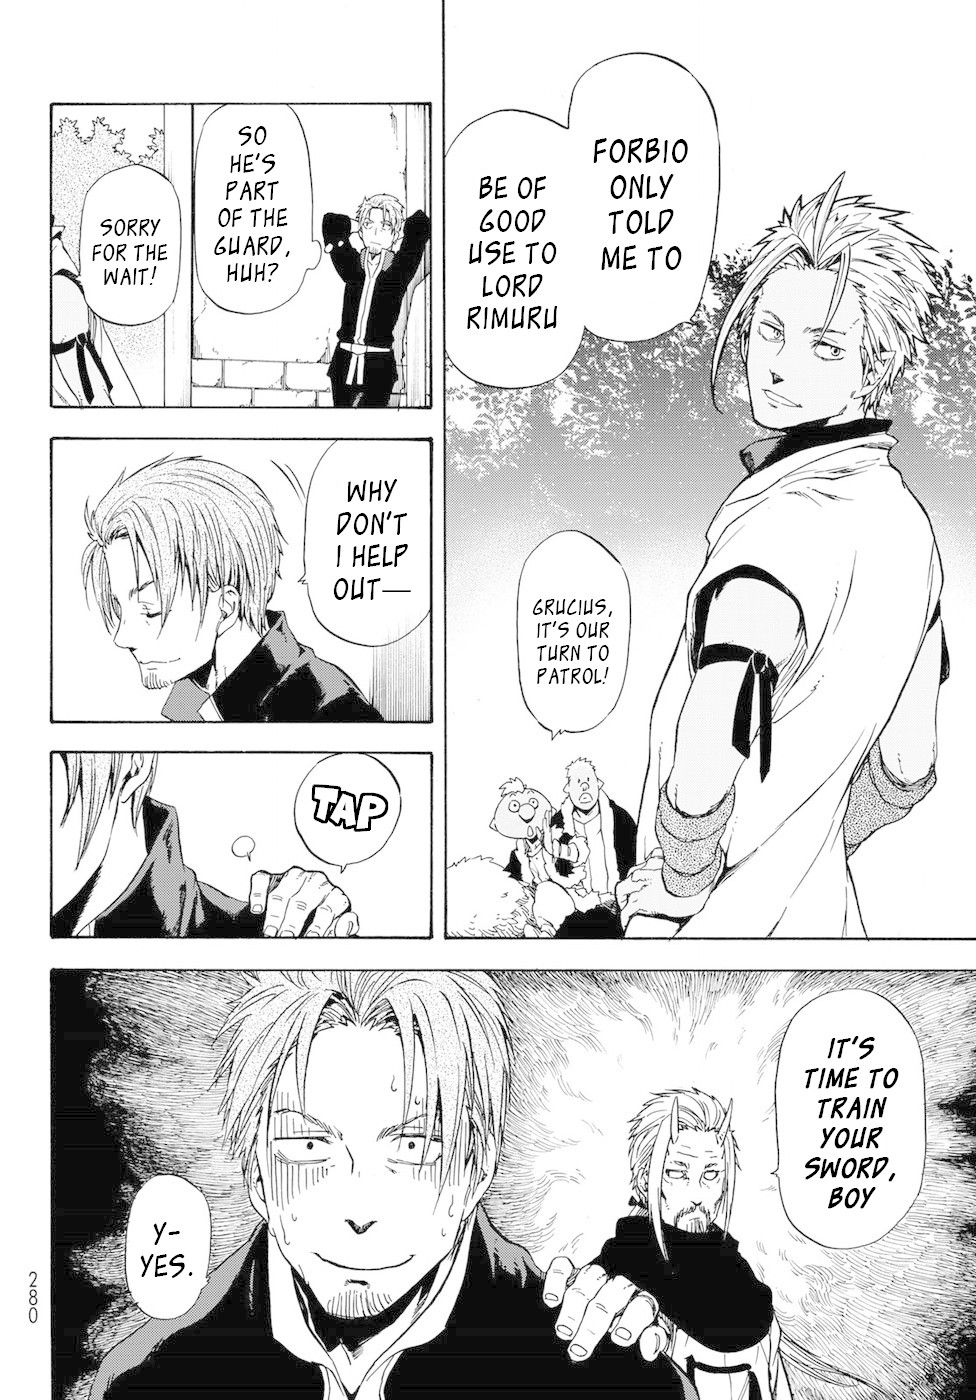 FORBIO
ONLY
TOLD
ME TO
BE OF
GOOD
USE TO
LORD
RIMURU
GRUCIUS,
IT'S OUR
TURN TO
PATROL!
SO
HE'S
PART
OF THE
GUARD,
HUH?
SORRY
FOR THE
WAIT!
WHY
DON'T
I HELP
OUT—
TAP
IT'S
TIME TO
TRAIN
YOUR
SWORD,
BOY
Y-
YES.
280